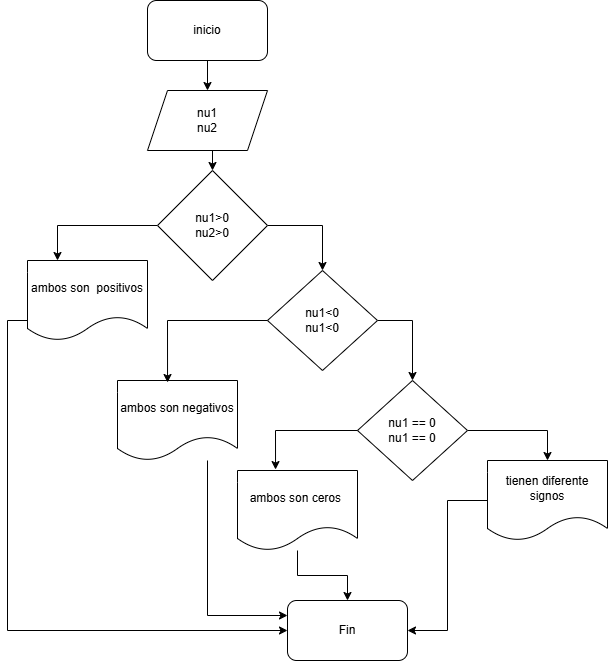 inicio
nu1
nu2
nu1>0
nu2>0
ambos son positivos
nu1<0
nu1<0
ambos son negativos
nu1 == 0
nu1 == 0
ambos son ceros
tienen diferente
signos
Fin